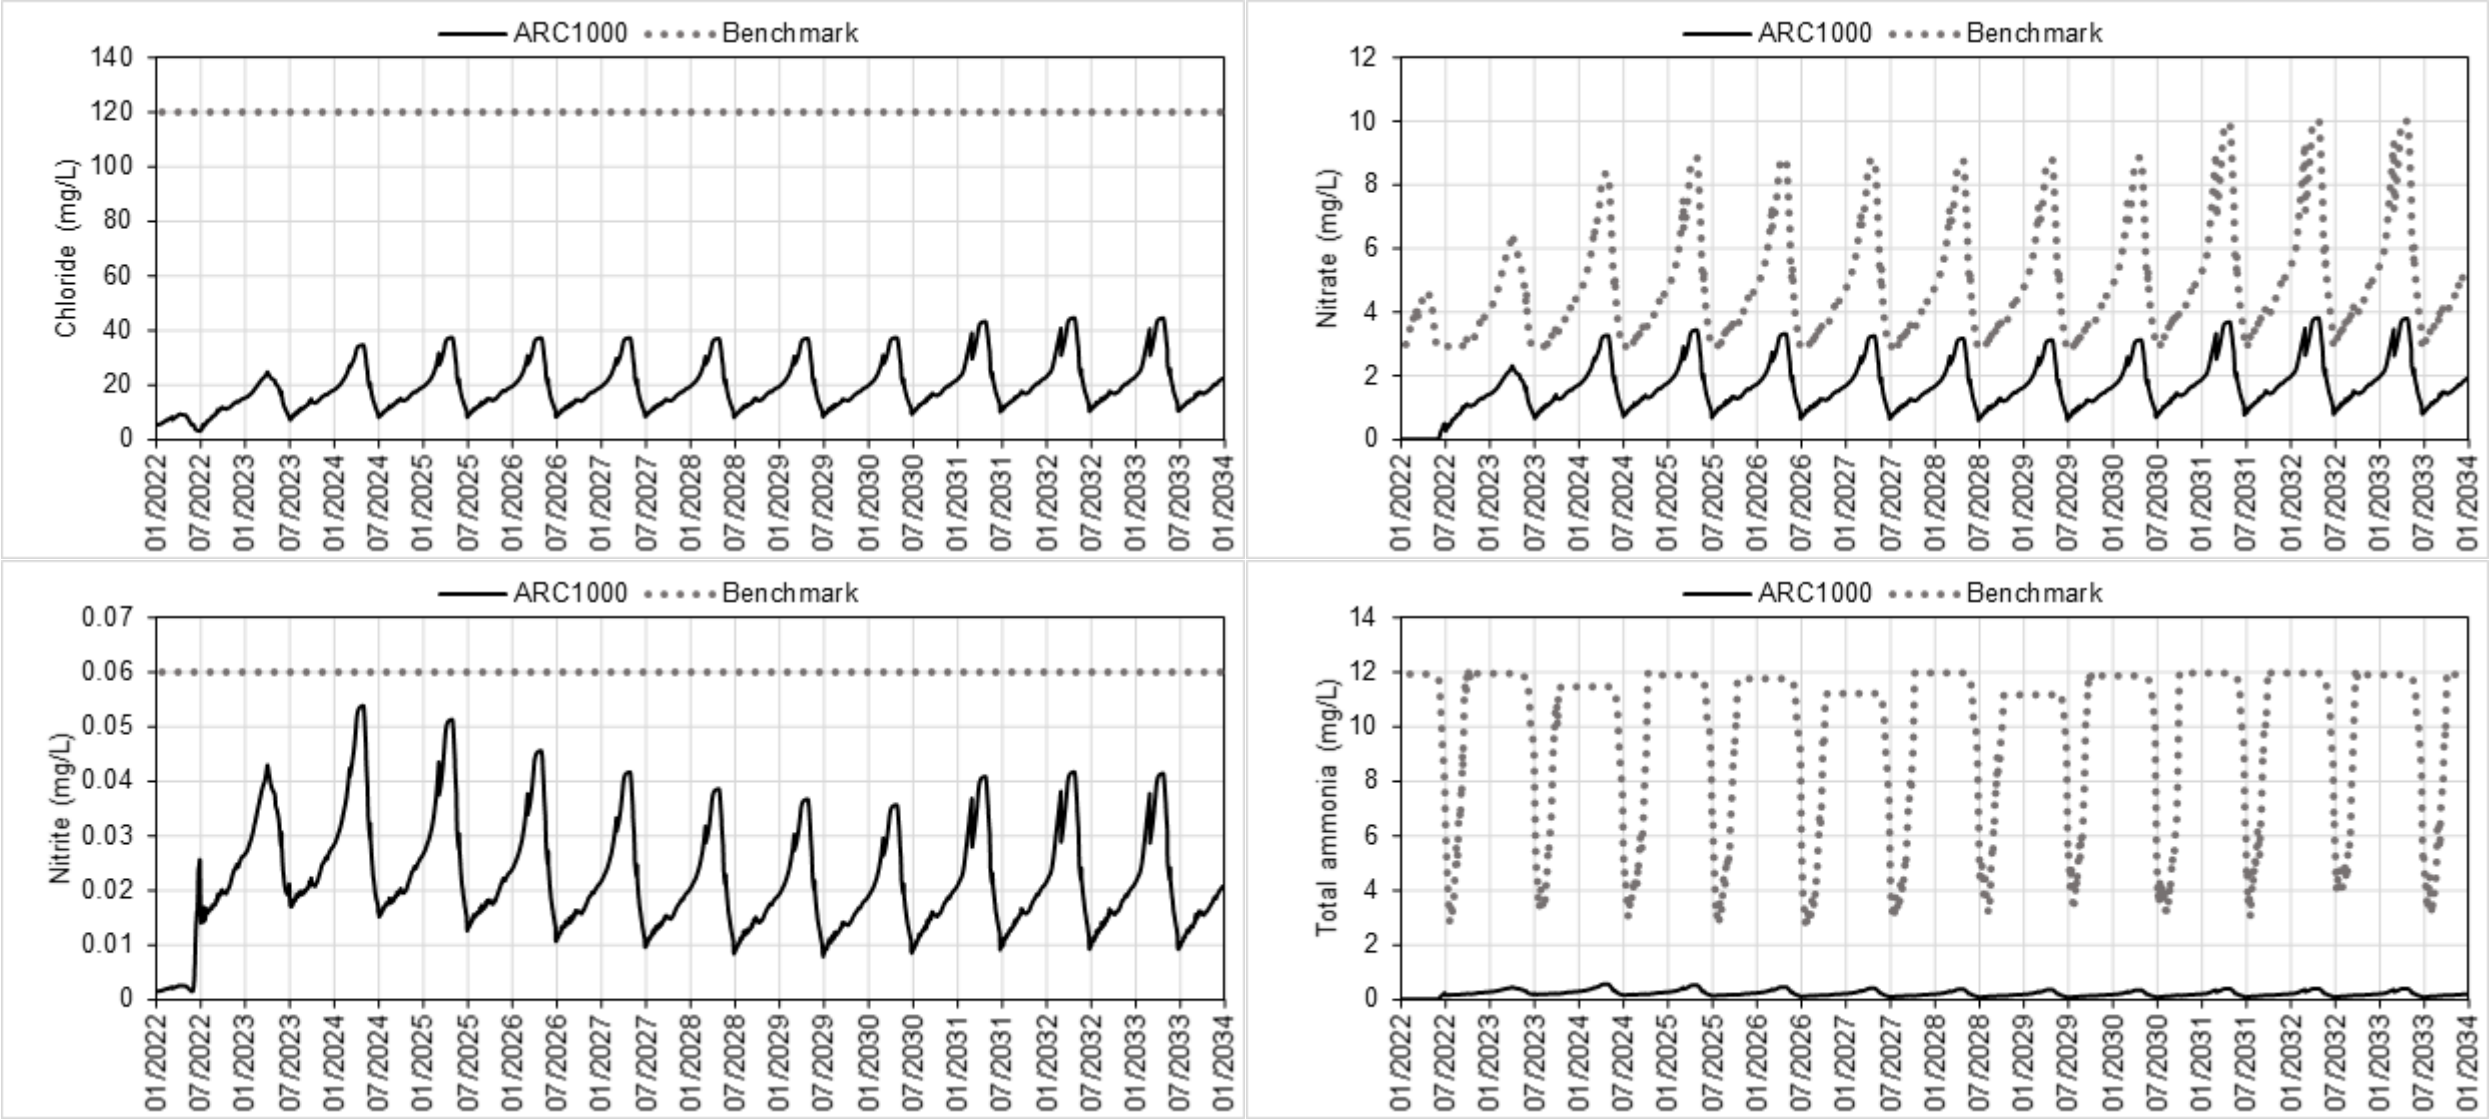 ARC1000 Benchmark
140
120
100
80
60
40
20
0
Chloride (mg/L)
01/2022 07/2022 01/2023 07/2023 01/2024 07/2024 01/2025 07/2025 01/2026 07/2026 01/2027 07/2027 01/2028 07/2028 01/2029 07/2029 01/2030 07/2030 01/2031 07/2031 01/2032 07/2032 01/2033 07/2033 01/2034
ARC1000 Benchmark
12
10
8
6
4
2
0
Nitrate (mg/L)
01/2022 07/2022 01/2023 07/2023 01/2024 07/2024 01/2025 07/2025 01/2026 07/2026 01/2027 07/2027 01/2028 07/2028 01/2029 07/2029 01/2030 07/2030 01/2031 07/2031 01/2032 07/2032 01/2033 07/2033 01/2034
ARC1000 Benchmark
0.07
0.06
0.05
0.04
0.03
0.02
0.01
0
Nitrite (mg/L)
01/2022 07/2022 01/2023 07/2023 01/2024 07/2024 01/2025 07/2025 01/2026 07/2026 01/2027 07/2027 01/2028 07/2028 01/2029 07/2029 01/2030 07/2030 01/2031 07/2031 01/2032 07/2032 01/2033 07/2033 01/2034
ARC1000 Benchmark
14
12
10
8
6
4
2
0
Total ammonia (mg/L)
01/2022 07/2022 01/2023 07/2023 01/2024 07/2024 01/2025 07/2025 01/2026 07/2026 01/2027 07/2027 01/2028 07/2028 01/2029 07/2029 01/2030 07/2030 01/2031 07/2031 01/2032 07/2032 01/2033 07/2033 01/2034